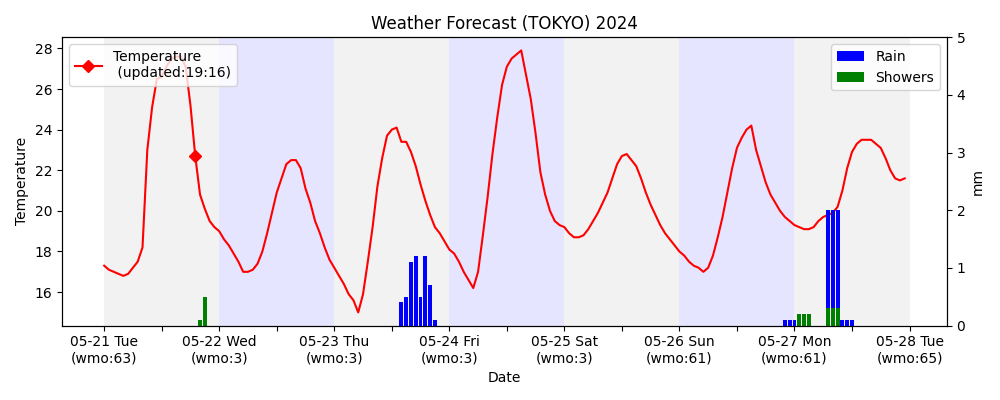 Weather Forecast (TOKYO) 2024
Temperature
(updated:19:16)
Rain
Showers
Temperature
28
26
24
22
20
18
16
5
4
3
2
1
0
mm
05-21 Tue
(wmo:63)
05-22 Wed
(wmo:3)
05-23 Thu
(wmo:3)
05-24 Fri
(wmo:3)
05-25 Sat
(wmo:3)
05-26 Sun
(wmo:61)
05-27 Mon
(wmo:61)
05-28 Tue
(wmo:65)
Date